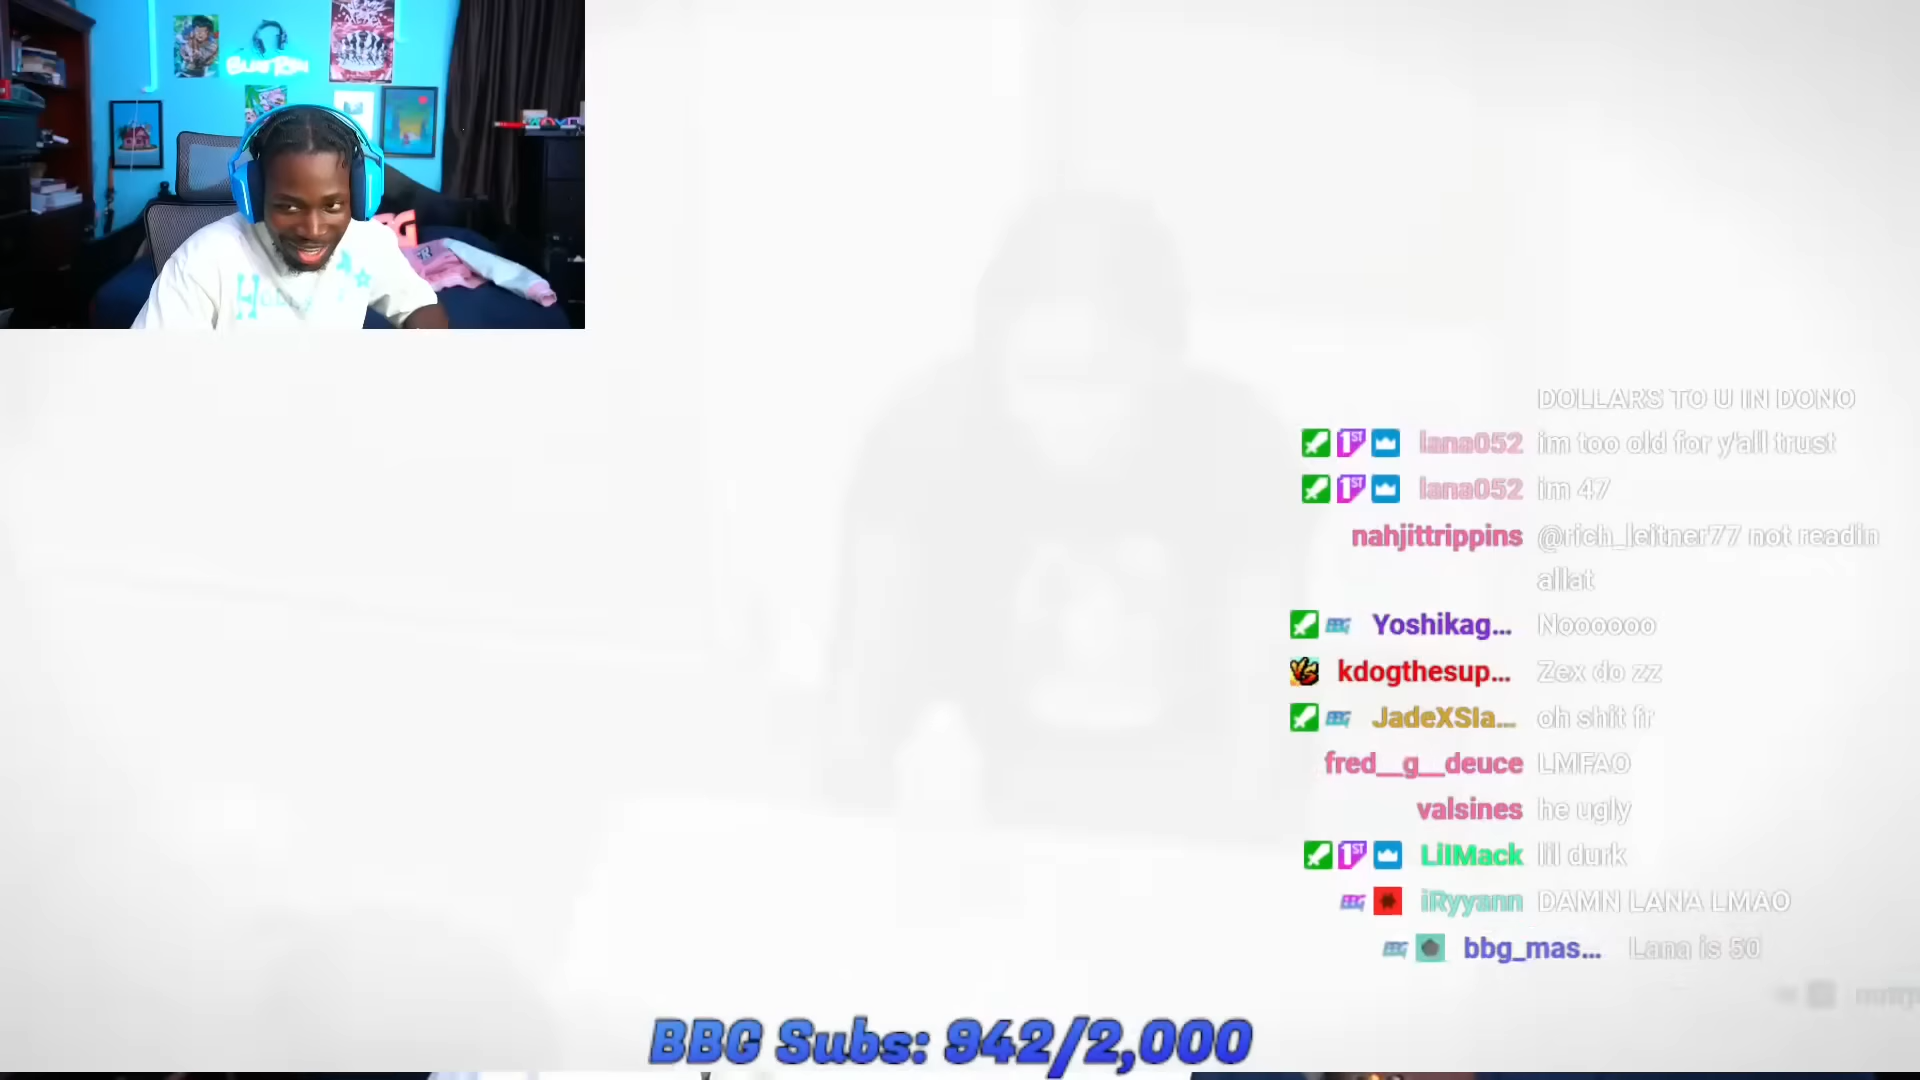 DOLLARS TO U IN DONO
lana052 im too old for y'all trust
lana052 im 47
nahjittrippins @rich_leitner77 not readin
allat
Yoshikag... Noooooo
kdogthesup... Zex do zz
JadeXSla... oh shit fr
fred__g__deuce LMFAO
valsines he ugly
LilMack lil durk
iRyyann DAMN LANA LMAO
bbg_mas... Lana is 50
BBG Subs: 942/2,000